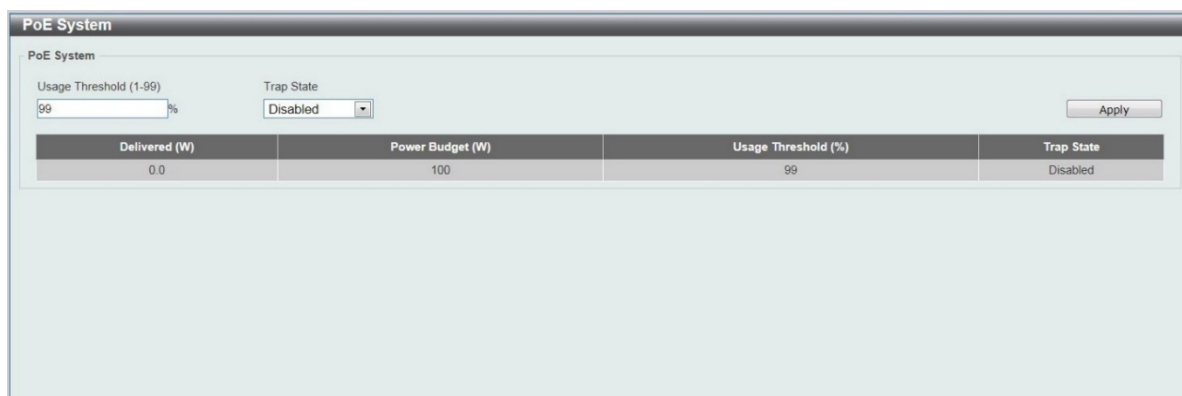 PoE System
PoE System
Usage Threshold (1-99)
Trap State
99 %
Disabled
Apply
Delivered (W) Power Budget (W) Usage Threshold (%) Trap State
0.0 100 99 Disabled